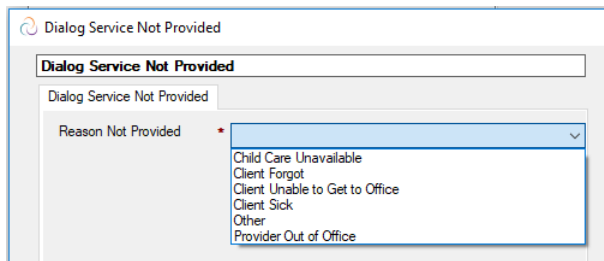 Dialog Service Not Provided
Dialog Service Not Provided
Dialog Service Not Provided
Reason Not Provided *
Child Care Unavailable
Client Forgot
Client Unable to Get to Office
Client Sick
Other
Provider Out of Office